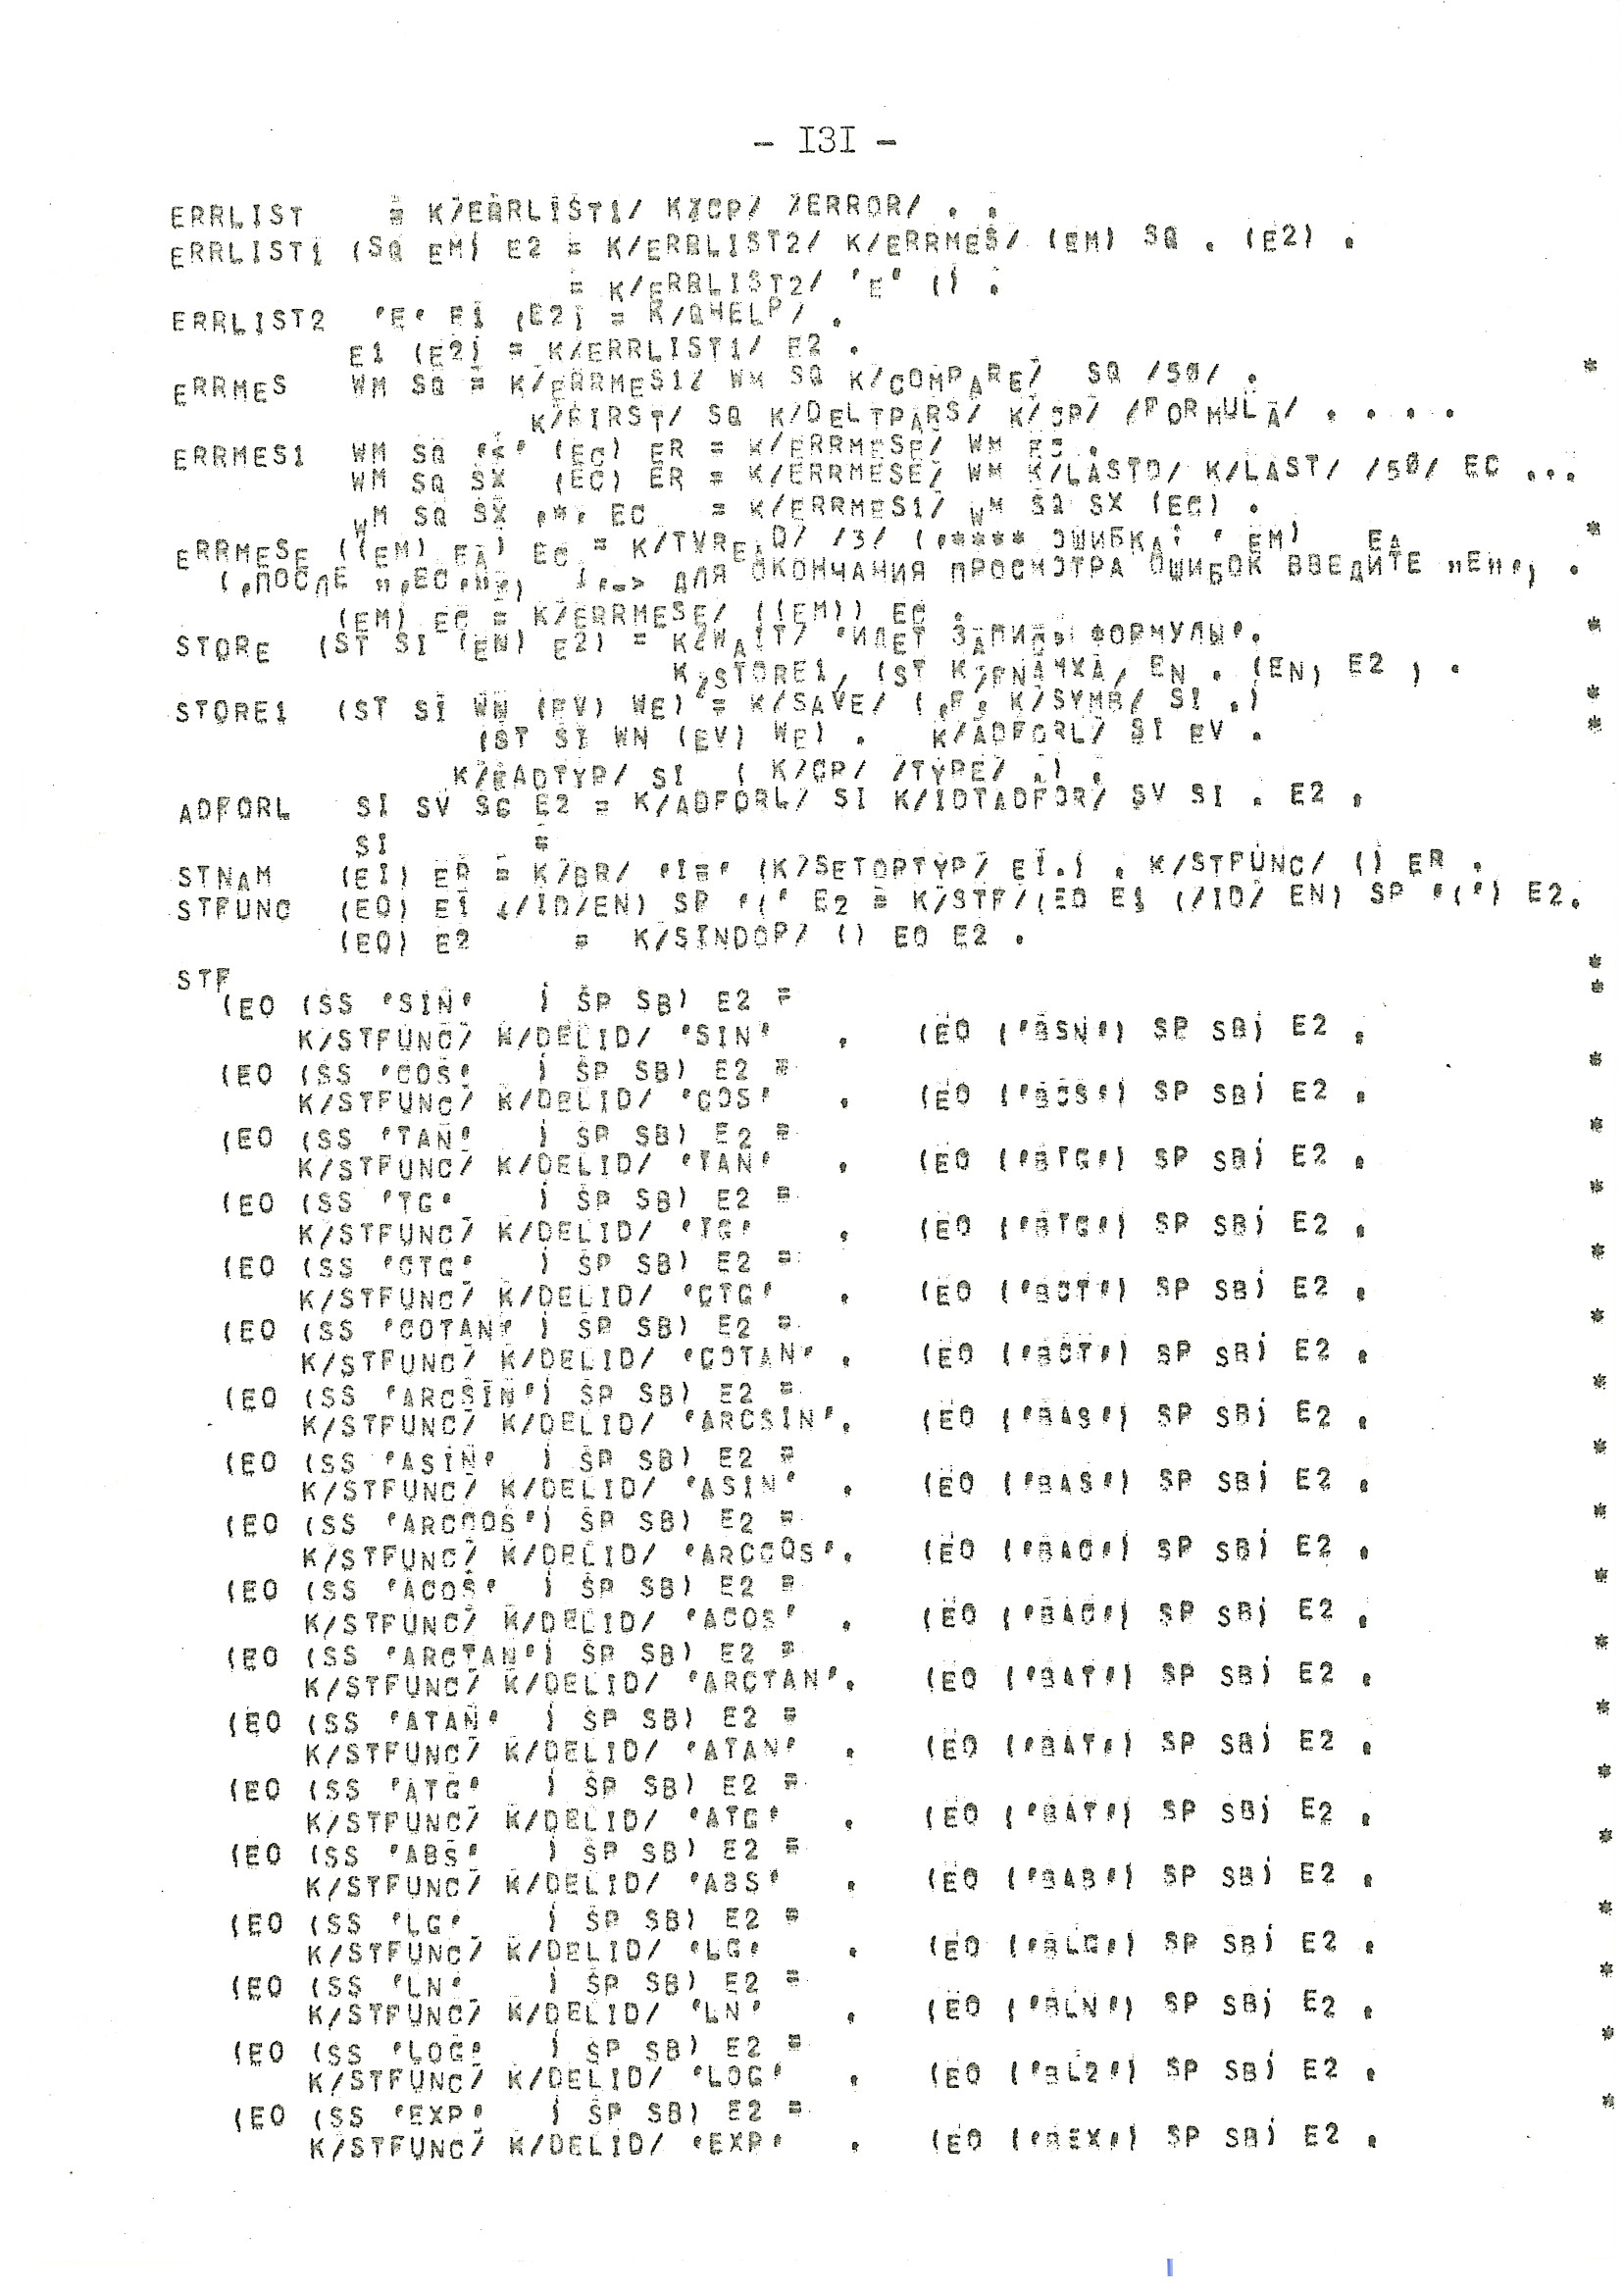 - I3I -
ERRLIST = K/ERRLIST1/ K/CP/ /ERROR/ . .
ERRLIST1 (SQ EM) E2 = K/ERRLIST2/ K/ERRMES/ (EM) SQ . (E2) .
= K/ERRLIST2/ 'E' () .
ERRLIST2 'E' E1 (E2) = K/QHELP/ .
E1 (E2) = K/ERRLIST1/ E2 .
ERRMES WM SQ = K/ERRMES1/ WM SQ K/COMPARE/ SQ /50/ . *
K/FIRST/ SQ K/DELTPARS/ K/CP/ /FORMULA/ . . . .
ERRMES1 WM SQ '<' (EC) ER = K/ERRMESE/ WM EC .
WM SQ SX (EC) ER = K/ERRMESE/ WM K/LASTD/ K/LAST/ /50/ EC ...
WM SQ SX '*' EC = K/ERRMES1/ WM SQ SX (EC) .
ERRMESE ((EM) EA) EC = K/TVREAD/ /3/ ('**** ОШИБКА: ' EM) EA *
('ПОСЛЕ "'EC'"') '--> ДЛЯ ОКОНЧАНИЯ ПРОСМОТРА ОШИБОК ВВЕДИТЕ "E"') .
(EM) EC = K/ERRMESE/ ((EM)) EC .
STORE (ST SI (EN) E2) = K/WAIT/ 'ИДЕТ ЗАПИСЬ ФОРМУЛЫ'. *
K/STORE1/ (ST K/ENAMXA/ EN . (EN) E2 ) .
STORE1 (ST SI WN (EV) WE) = K/SAVE/ ('F' K/SYMB/ SI .) *
(ST SI WN (EV) WE) . K/ADFORL/ SI EV . *
K/EADTYP/ SI ( K/CP/ /TYPE/ .) .
ADFORL SI SV SG E2 = K/ADFORL/ SI K/IDTADFOR/ SV SI . E2 .
SI =
STNAM (EI) ER = K/BR/ 'I=' (K/SETOPTYP/ EI.) . K/STFUNC/ () ER .
STFUNC (EO) E1 (/ID/EN) SP '(' E2 = K/STF/(EO E1 (/ID/ EN) SP '(') E2.
(EO) E2 = K/SINDOP/ () EO E2 .
STF *
(EO (SS 'SIN' ) SP SB) E2 = *
K/STFUNC/ K/DELID/ 'SIN' . (EO ('BSN') SP SB) E2 .
(EO (SS 'COS' ) SP SB) E2 = *
K/STFUNC/ K/DELID/ 'COS' . (EO ('BCS') SP SB) E2 .
(EO (SS 'TAN' ) SP SB) E2 = *
K/STFUNC/ K/DELID/ 'TAN' . (EO ('BTG') SP SB) E2 .
(EO (SS 'TG' ) SP SB) E2 = *
K/STFUNC/ K/DELID/ 'TG' . (EO ('BTG') SP SB) E2 .
(EO (SS 'CTG' ) SP SB) E2 = *
K/STFUNC/ K/DELID/ 'CTG' . (EO ('BCT') SP SB) E2 .
(EO (SS 'COTAN' ) SP SB) E2 = *
K/STFUNC/ K/DELID/ 'COTAN' . (EO ('BCT') SP SB) E2 .
(EO (SS 'ARCSIN') SP SB) E2 = *
K/STFUNC/ K/DELID/ 'ARCSIN'. (EO ('BAS') SP SB) E2 .
(EO (SS 'ASIN' ) SP SB) E2 = *
K/STFUNC/ K/DELID/ 'ASIN' . (EO ('BAS') SP SB) E2 .
(EO (SS 'ARCCOS') SP SB) E2 = *
K/STFUNC/ K/DELID/ 'ARCCOS'. (EO ('BAC') SP SB) E2 .
(EO (SS 'ACOS' ) SP SB) E2 = *
K/STFUNC/ K/DELID/ 'ACOS' . (EO ('BAC') SP SB) E2 .
(EO (SS 'ARCTAN') SP SB) E2 = *
K/STFUNC/ K/DELID/ 'ARCTAN'. (EO ('BAT') SP SB) E2 .
(EO (SS 'ATAN' ) SP SB) E2 = *
K/STFUNC/ K/DELID/ 'ATAN' . (EO ('BAT') SP SB) E2 .
(EO (SS 'ATG' ) SP SB) E2 = *
K/STFUNC/ K/DELID/ 'ATG' . (EO ('BAT') SP SB) E2 .
(EO (SS 'ABS' ) SP SB) E2 = *
K/STFUNC/ K/DELID/ 'ABS' . (EO ('BAB') SP SB) E2 .
(EO (SS 'LG' ) SP SB) E2 = *
K/STFUNC/ K/DELID/ 'LG' . (EO ('BLG') SP SB) E2 .
(EO (SS 'LN' ) SP SB) E2 = *
K/STFUNC/ K/DELID/ 'LN' . (EO ('BLN') SP SB) E2 .
(EO (SS 'LOG' ) SP SB) E2 = *
K/STFUNC/ K/DELID/ 'LOG' . (EO ('BL2') SP SB) E2 .
(EO (SS 'EXP' ) SP SB) E2 = *
K/STFUNC/ K/DELID/ 'EXP' . (EO ('BEX') SP SB) E2 .